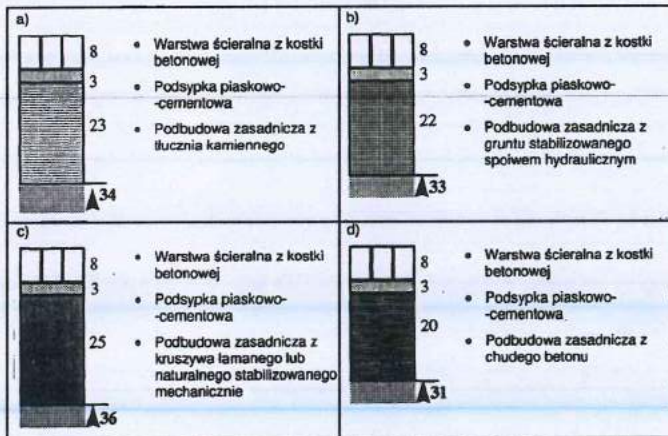 a)
8
3
23
34
• Warstwa ścieralna z kostki
betonowej
• Podsypka piaskowo-
-cementowa
• Podbudowa zasadnicza z
tłucznia kamiennego
b)
8
3
22
33
• Warstwa ścieralna z kostki
betonowej
• Podsypka piaskowo-
-cementowa
• Podbudowa zasadnicza z
gruntu stabilizowanego
spoiwem hydraulicznym
c)
8
3
25
36
• Warstwa ścieralna z kostki
betonowej
• Podsypka piaskowo-
-cementowa
• Podbudowa zasadnicza z
kruszywa łamanego lub
naturalnego stabilizowanego
mechanicznie
d)
8
3
20
31
• Warstwa ścieralna z kostki
betonowej
• Podsypka piaskowo-
-cementowa
• Podbudowa zasadnicza z
chudego betonu